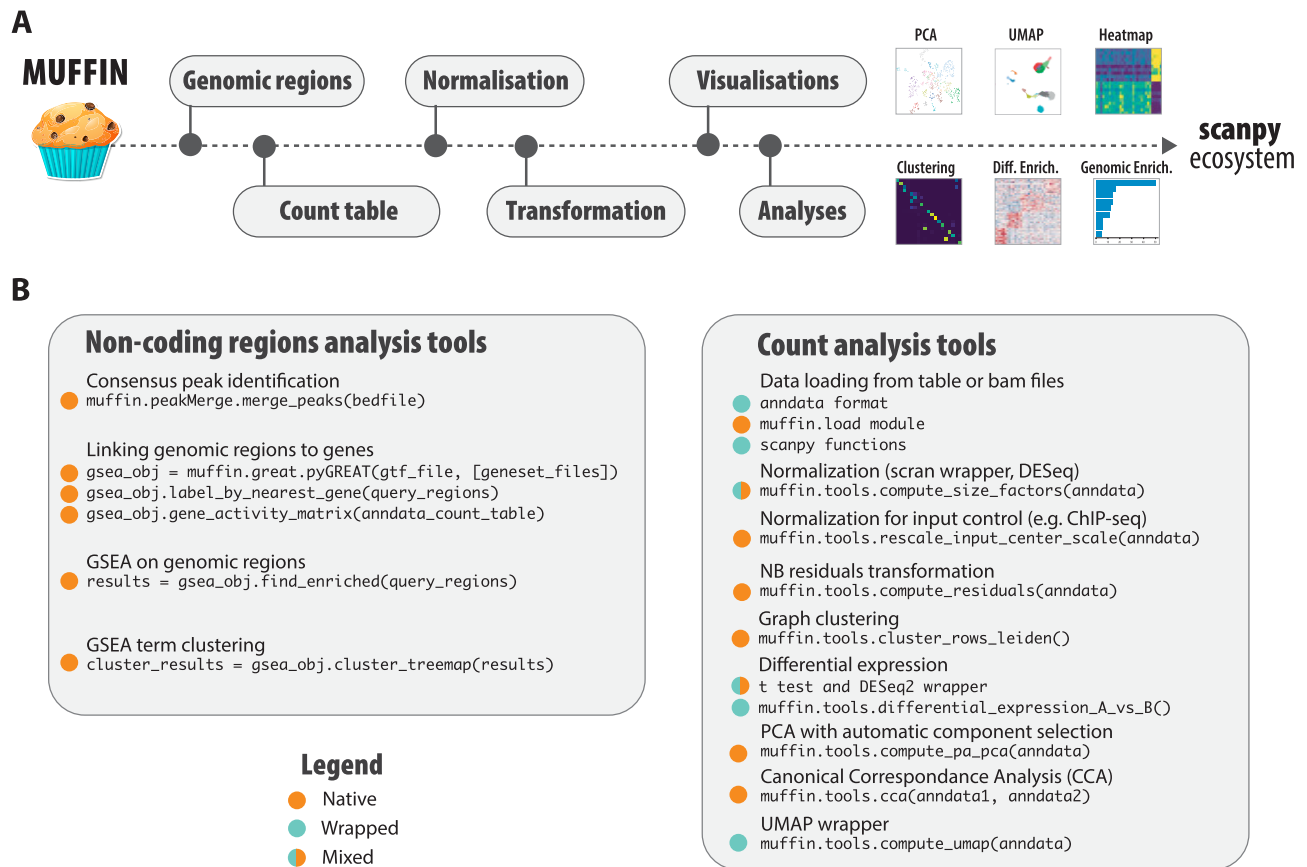 A
MUFFIN
Genomic regions
Normalisation
Visualisations
Count table
Transformation
Analyses
PCA
UMAP
Heatmap
Clustering
Diff. Enrich.
Genomic Enrich.
scanpy
ecosystem
B
Non-coding regions analysis tools
Consensus peak identification
muffin.peakMerge.merge_peaks(bedfile)
Linking genomic regions to genes
gsea_obj = muffin.great.pyGREAT(gtf_file, [geneset_files])
gsea_obj.label_by_nearest_gene(query_regions)
gsea_obj.gene_activity_matrix(anndata_count_table)
GSEA on genomic regions
results = gsea_obj.find_enriched(query_regions)
GSEA term clustering
cluster_results = gsea_obj.cluster_treemap(results)
Legend
Native
Wrapped
Mixed
Count analysis tools
Data loading from table or bam files
anndata format
muffin.load module
scanpy functions
Normalization (scran wrapper, DESeq)
muffin.tools.compute_size_factors(anndata)
Normalization for input control (e.g. ChIP-seq)
muffin.tools.rescale_input_center_scale(anndata)
NB residuals transformation
muffin.tools.compute_residuals(anndata)
Graph clustering
muffin.tools.cluster_rows_leiden()
Differential expression
t test and DESeq2 wrapper
muffin.tools.differential_expression_A_vs_B()
PCA with automatic component selection
muffin.tools.compute_pa_pca(anndata)
Canonical Correspondance Analysis (CCA)
muffin.tools.cca(anndata1, anndata2)
UMAP wrapper
muffin.tools.compute_umap(anndata)